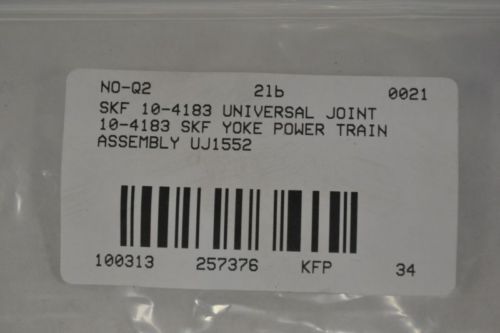 NO-Q2 21b 0021
SKF 10-4183 UNIVERSAL JOINT
10-4183 SKF YOKE POWER TRAIN
ASSEMBLY UJ1552
100313 257376 KFP 34